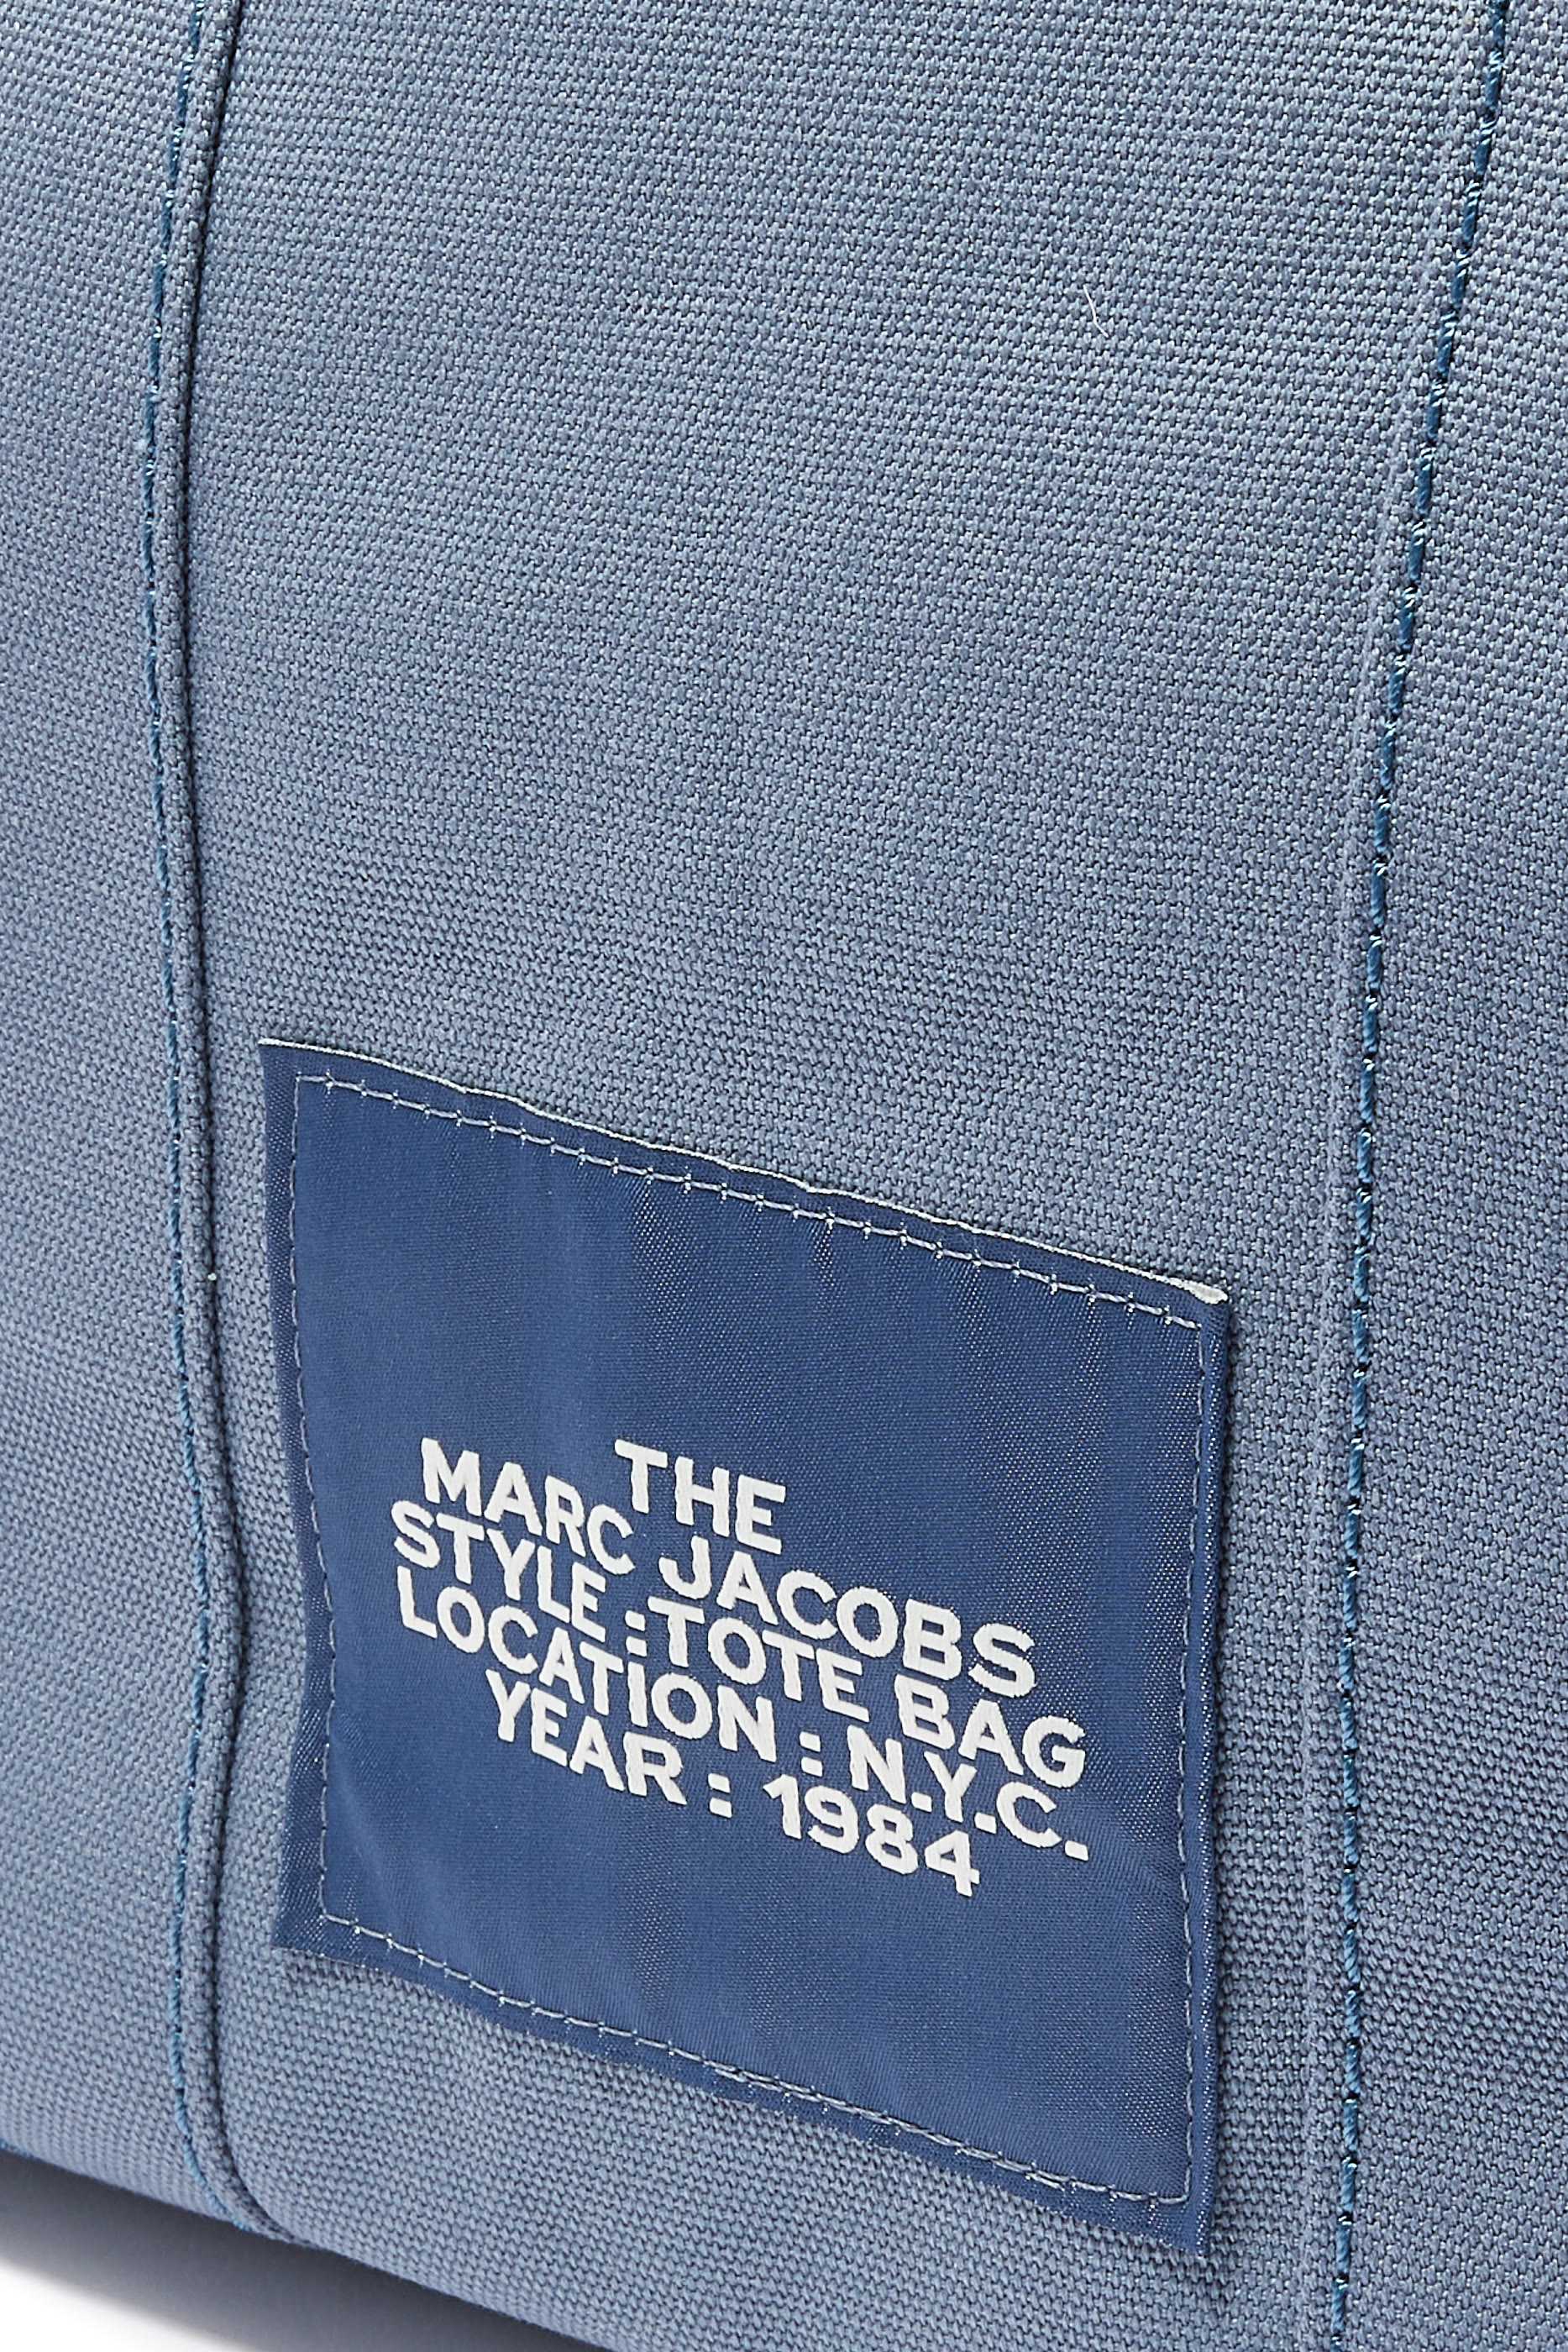 THE
MARC JACOBS
STYLE : TOTE BAG
LOCATION : N.Y.C.
YEAR : 1984